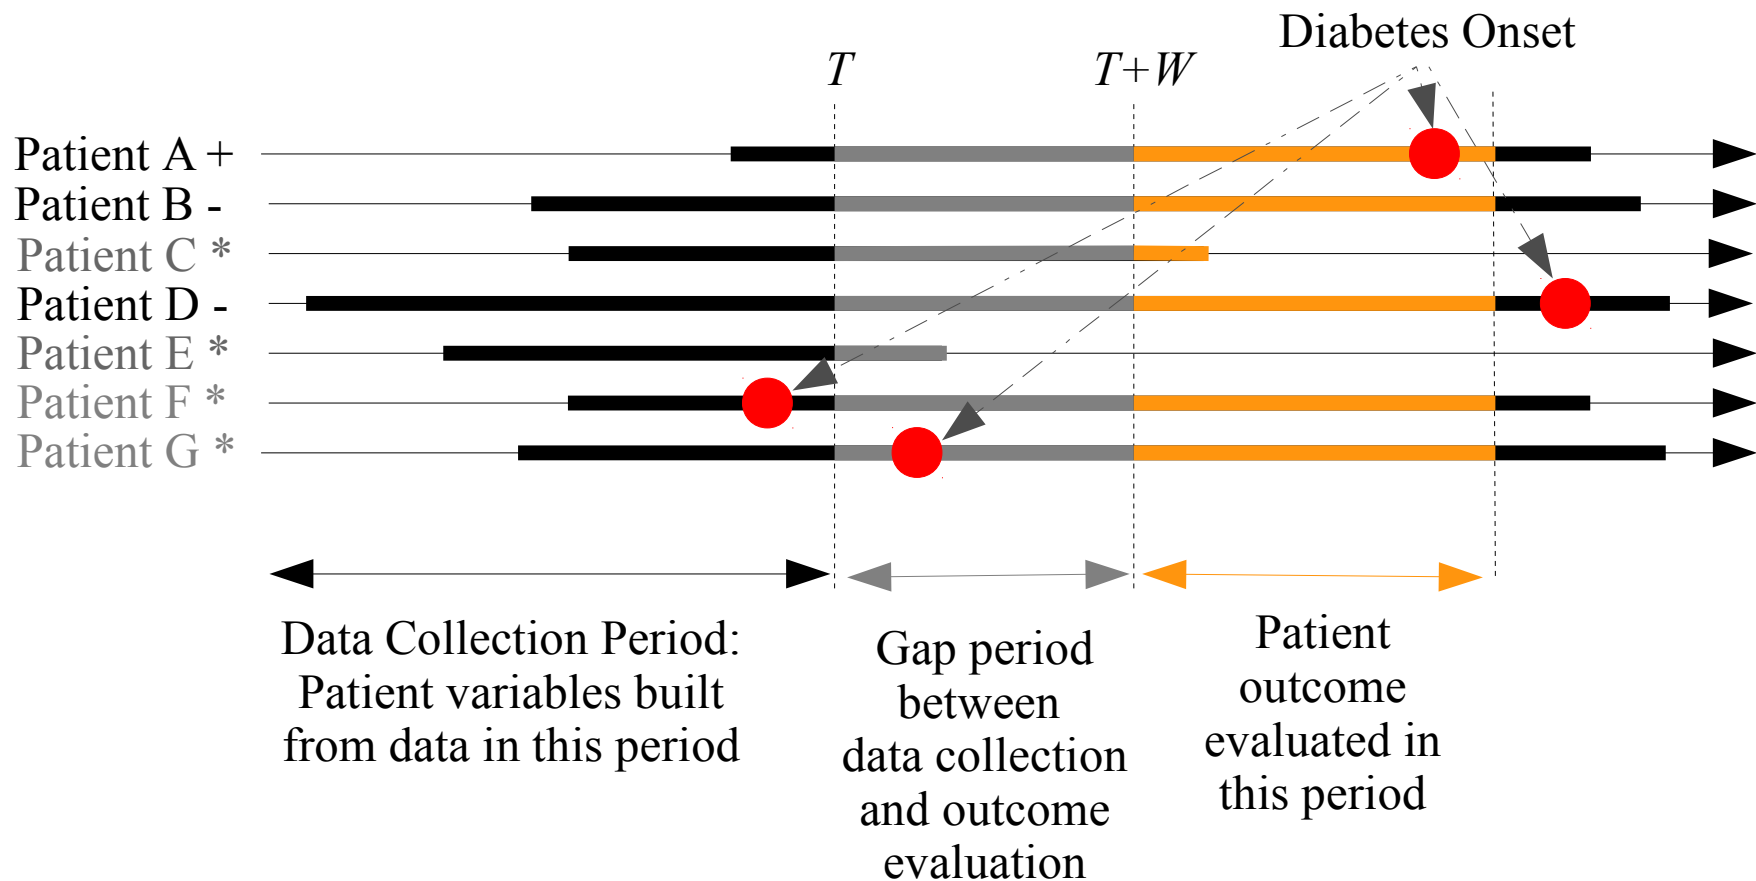 Diabetes Onset
T
T+W
Patient A +
Patient B -
Patient C *
Patient D -
Patient E *
Patient F *
Patient G *
Data Collection Period:
Patient variables built
from data in this period
Gap period
between
data collection
and outcome
evaluation
Patient
outcome
evaluated in
this period